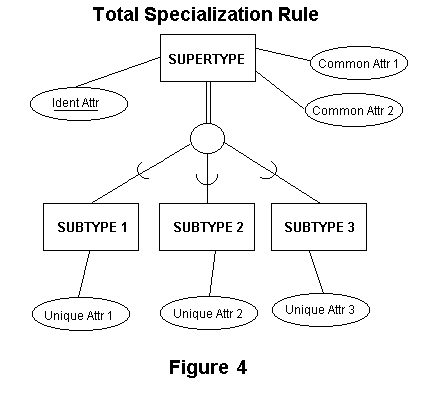 Total Specialization Rule
SUPERTYPE
Common Attr 1
Ident Attr
Common Attr 2
SUBTYPE 1
SUBTYPE 2
SUBTYPE 3
Unique Attr 1
Unique Attr 2
Unique Attr 3
Figure 4